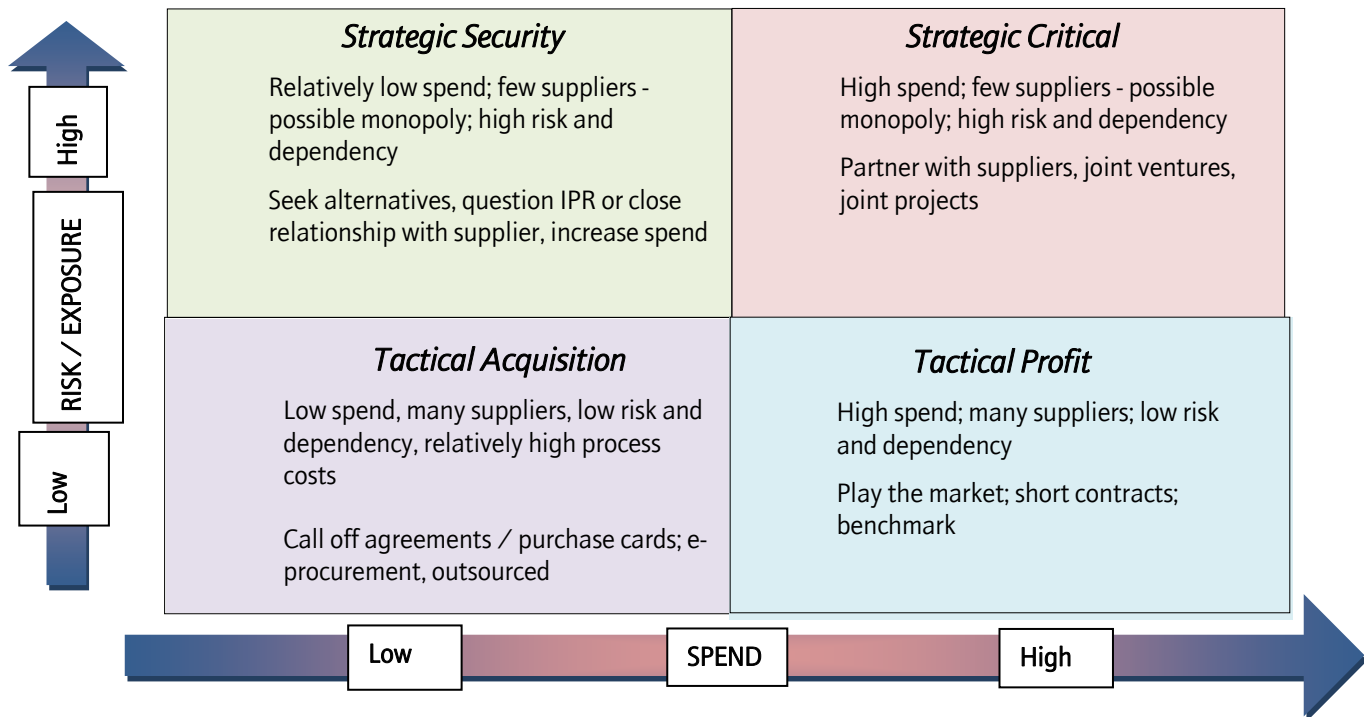 Strategic Security
Relatively low spend; few suppliers -
possible monopoly; high risk and
dependency
Seek alternatives, question IPR or close
relationship with supplier, increase spend
Strategic Critical
High spend; few suppliers - possible
monopoly; high risk and dependency
Partner with suppliers, joint ventures,
joint projects
High
RISK / EXPOSURE
Low
Tactical Acquisition
Low spend, many suppliers, low risk and
dependency, relatively high process
costs
Call off agreements / purchase cards; e-
procurement, outsourced
Tactical Profit
High spend; many suppliers; low risk
and dependency
Play the market; short contracts;
benchmark
Low
SPEND
High